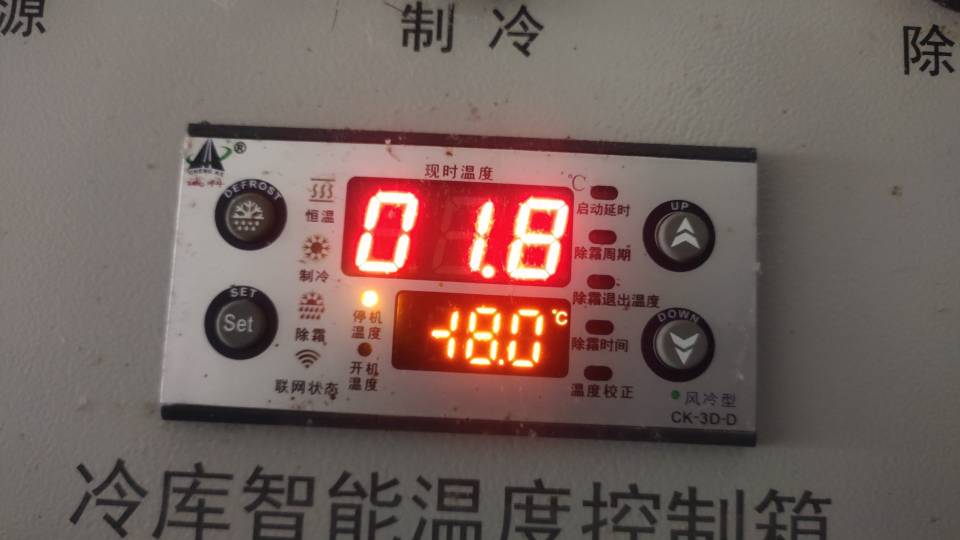 源
制冷
除
®
DEFROST
恒温
现时温度
01.8
℃
启动延时
UP
制冷
除霜周期
SET
Set
停机
温度
-18.0
℃
除霜退出温度
DOWN
除霜
除霜时间
联网状态
开机
温度
温度校正
风冷型
CK-3D-D
冷库智能温度控制箱